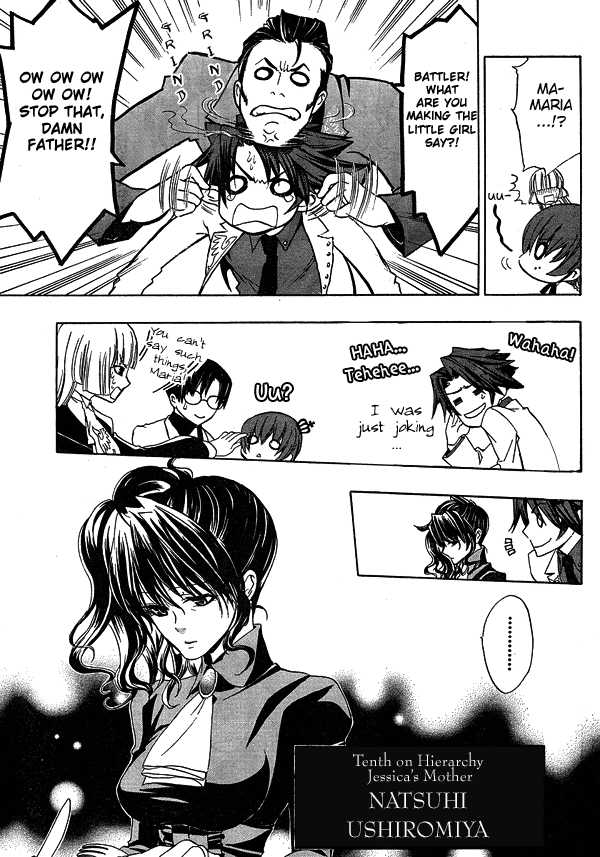 MA-
MARIA
...!?
UU-
BATTLER!
WHAT
ARE YOU
MAKING THE
LITTLE GIRL
SAY?!
GRIND
GRIND
OW OW OW
OW OW!
STOP THAT,
DAMN
FATHER!!
Wahaha!
HAHA...
Tehehee...
I was
just joking
...
Uu?
You can't
say such
things,
Maria!
..........
Tenth on Hierarchy
Jessica's Mother
NATSUHI
USHIROMIYA